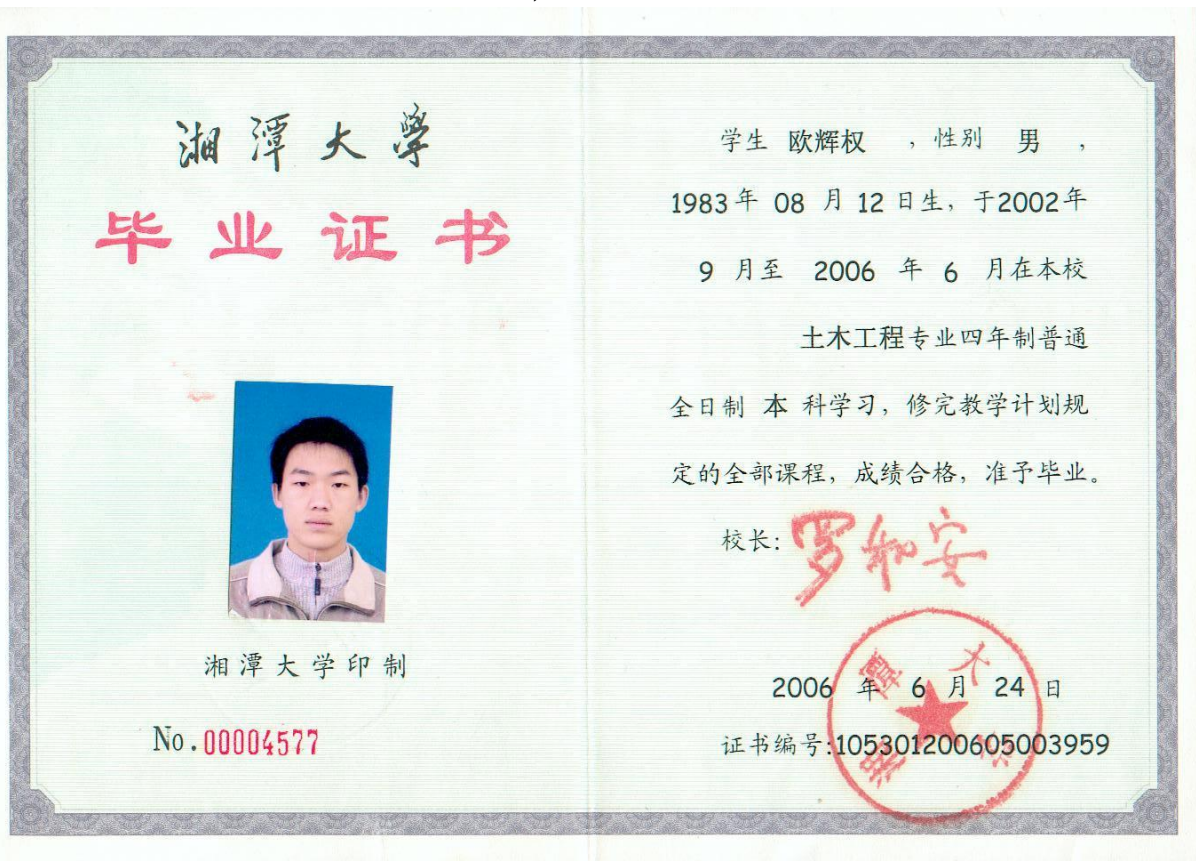 湘潭大學
毕业证书
湘潭大学印制
No.00004577
学生 欧辉权 ，性别 男 ，
1983年 08 月 12 日生，于2002年
9 月至 2006 年 6 月在本校
土木工程专业四年制普通
全日制 本 科学习，修完教学计划规
定的全部课程，成绩合格，准予毕业。
校长：罗和安
2006 年 6 月 24 日
证书编号:105301200605003959
湘潭大学